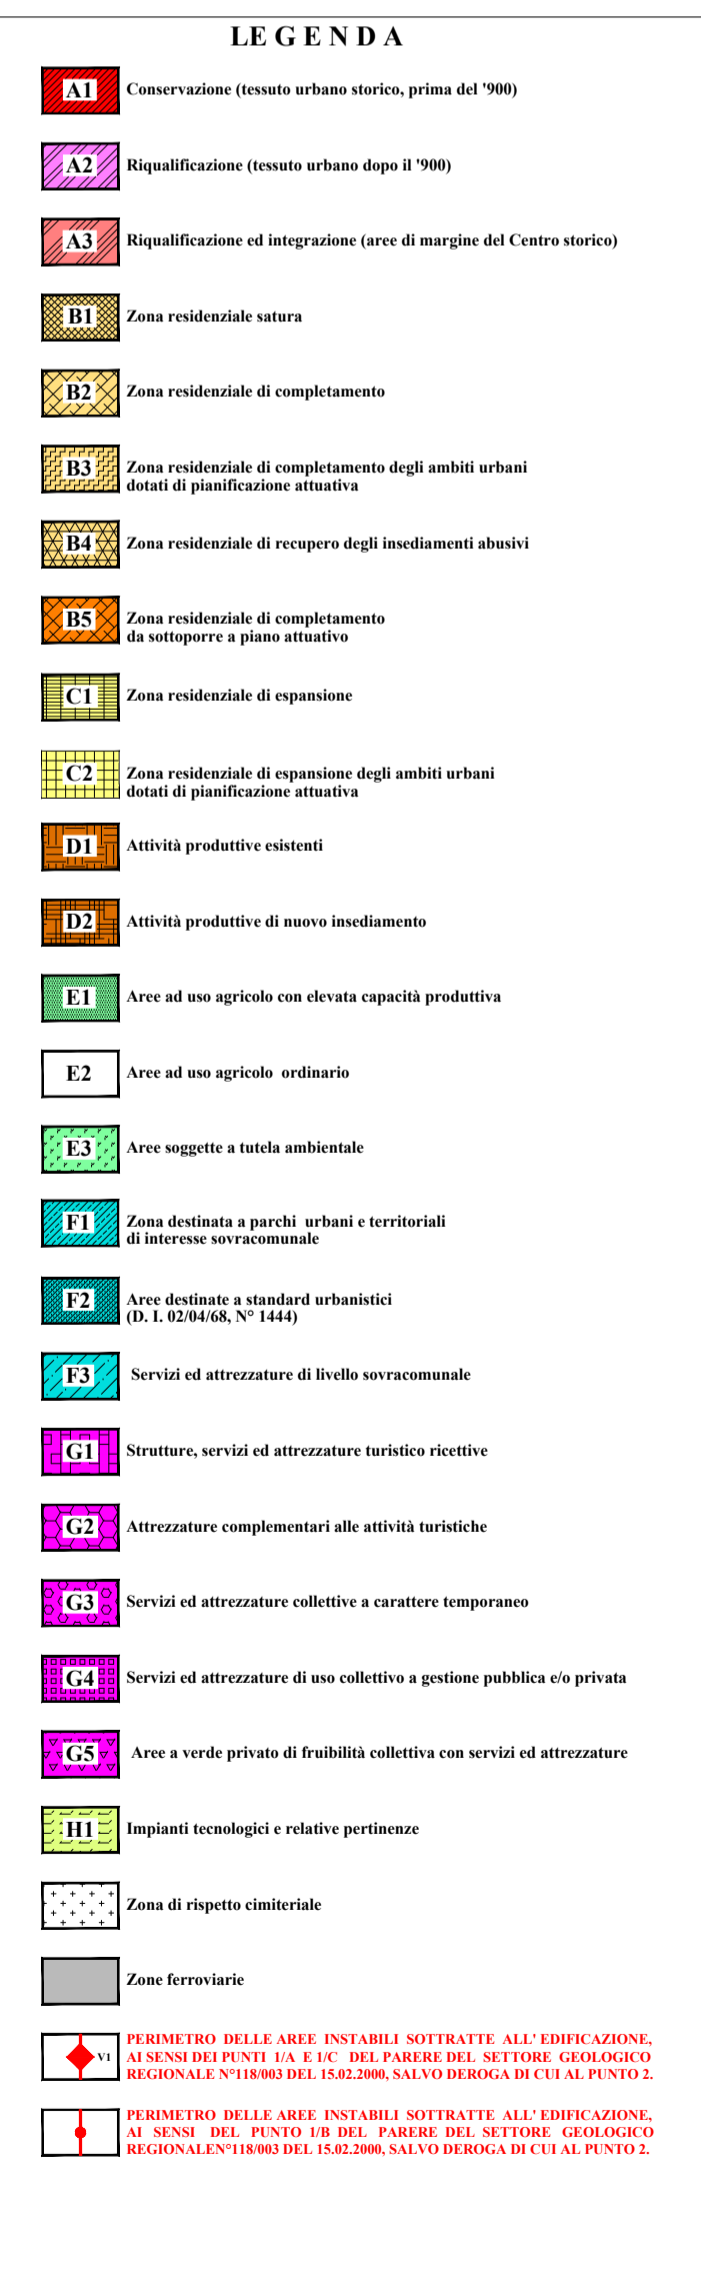 LEGENDA
A1 Conservazione (tessuto urbano storico, prima del '900)
A2 Riqualificazione (tessuto urbano dopo il '900)
A3 Riqualificazione ed integrazione (aree di margine del Centro storico)
B1 Zona residenziale satura
B2 Zona residenziale di completamento
B3 Zona residenziale di completamento degli ambiti urbani
dotati di pianificazione attuativa
B4 Zona residenziale di recupero degli insediamenti abusivi
B5 Zona residenziale di completamento
da sottoporre a piano attuativo
C1 Zona residenziale di espansione
C2 Zona residenziale di espansione degli ambiti urbani
dotati di pianificazione attuativa
D1 Attività produttive esistenti
D2 Attività produttive di nuovo insediamento
E1 Aree ad uso agricolo con elevata capacità produttiva
E2 Aree ad uso agricolo ordinario
E3 Aree soggette a tutela ambientale
F1 Zona destinata a parchi urbani e territoriali
di interesse sovracomunale
F2 Aree destinate a standard urbanistici
(D. I. 02/04/68, N° 1444)
F3 Servizi ed attrezzature di livello sovracomunale
G1 Strutture, servizi ed attrezzature turistico ricettive
G2 Attrezzature complementari alle attività turistiche
G3 Servizi ed attrezzature collettive a carattere temporaneo
G4 Servizi ed attrezzature di uso collettivo a gestione pubblica e/o privata
G5 Aree a verde privato di fruibilità collettiva con servizi ed attrezzature
H1 Impianti tecnologici e relative pertinenze
Zona di rispetto cimiteriale
Zone ferroviarie
PERIMETRO DELLE AREE INSTABILI SOTTRATTE ALL' EDIFICAZIONE,
V1 AI SENSI DEI PUNTI 1/A E 1/C DEL PARERE DEL SETTORE GEOLOGICO
REGIONALE N°118/003 DEL 15.02.2000, SALVO DEROGA DI CUI AL PUNTO 2.
PERIMETRO DELLE AREE INSTABILI SOTTRATTE ALL' EDIFICAZIONE,
AI SENSI DEL PUNTO 1/B DEL PARERE DEL SETTORE GEOLOGICO
REGIONALEN°118/003 DEL 15.02.2000, SALVO DEROGA DI CUI AL PUNTO 2.